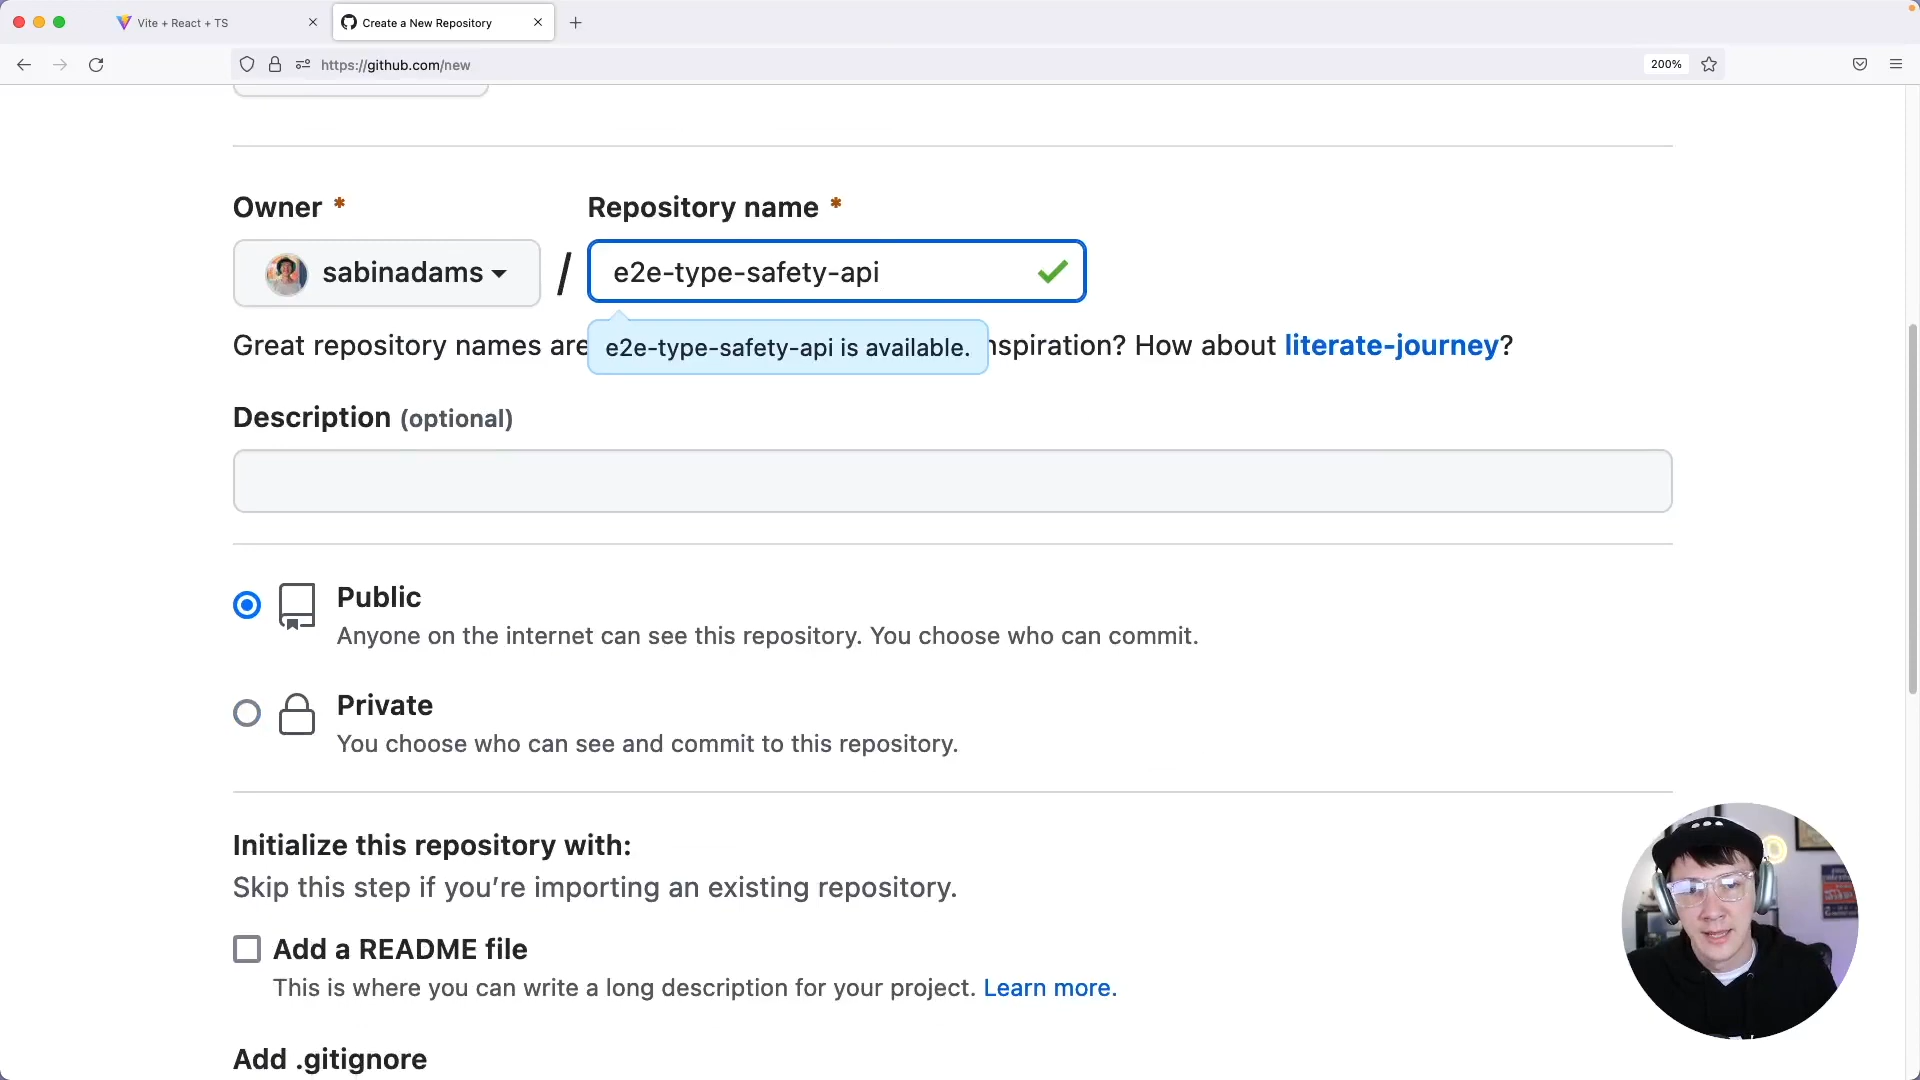 Vite + React + TS
Create a New Repository
https://github.com/new
200%
Owner *
Repository name *
sabinadams
/
e2e-type-safety-api
Great repository names are
e2e-type-safety-api is available.
nspiration? How about literate-journey?
Description (optional)
Public
Anyone on the internet can see this repository. You choose who can commit.
Private
You choose who can see and commit to this repository.
Initialize this repository with:
Skip this step if you’re importing an existing repository.
Add a README file
This is where you can write a long description for your project. Learn more.
Add .gitignore